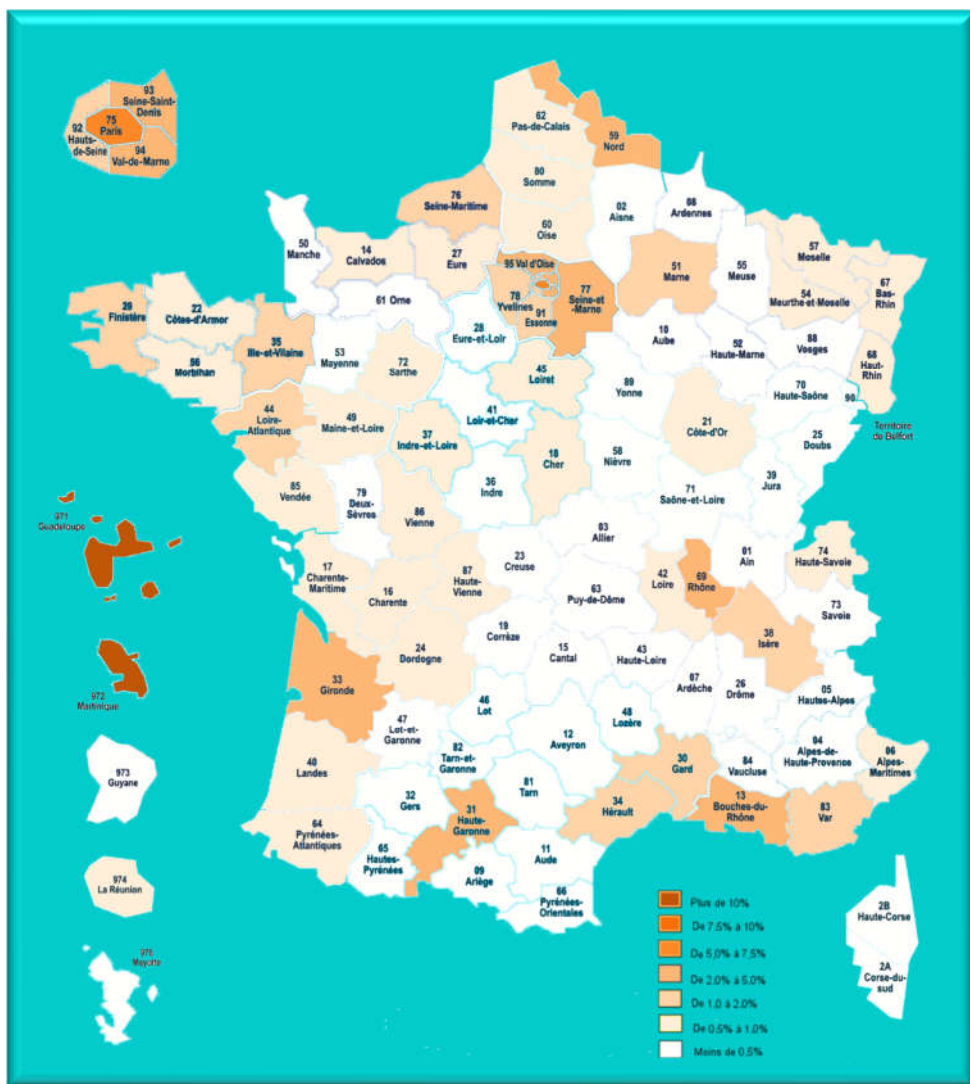 93
Seine-Saint-
Denis
75
Paris
92
Hauts-
de-Seine
94
Val-de-Marne
62
Pas-de-Calais
59
Nord
80
Somme
76
Seine-Maritime
02
Aisne
08
Ardennes
60
Oise
50
Manche
14
Calvados
27
Eure
95 Val d'Oise
51
Marne
55
Meuse
57
Moselle
67
Bas-
Rhin
54
Meurthe-et-Moselle
78
Yvelines
77
Seine-et
-Marne
91
Essonne
61 Orne
29
Finistère
22
Côtes-d'Armor
35
Ille-et-Vilaine
53
Mayenne
28
Eure-et-Loir
10
Aube
52
Haute-Marne
88
Vosges
68
Haut-
Rhin
56
Morbihan
72
Sarthe
45
Loiret
89
Yonne
70
Haute-Saône
90
Territoire
de Belfort
44
Loire-
Atlantique
49
Maine-et-Loire
41
Loir-et-Cher
37
Indre-et-Loire
18
Cher
58
Nièvre
21
Côte-d'Or
25
Doubs
39
Jura
85
Vendée
79
Deux-
Sèvres
86
Vienne
36
Indre
71
Saône-et-Loire
971
Guadeloupe
03
Allier
01
Ain
74
Haute-Savoie
17
Charente-
Maritime
16
Charente
87
Haute-
Vienne
23
Creuse
63
Puy-de-Dôme
42
Loire
69
Rhône
73
Savoie
19
Corrèze
38
Isère
24
Dordogne
15
Cantal
43
Haute-Loire
972
Martinique
33
Gironde
07
Ardèche
26
Drôme
05
Hautes-Alpes
46
Lot
48
Lozère
47
Lot-et-
Garonne
12
Aveyron
82
Tarn-et
Garonne
04
Alpes-de-
Haute-Provence
06
Alpes-
Maritimes
84
Vaucluse
30
Gard
973
Guyane
40
Landes
32
Gers
81
Tarn
31
Haute-
Garonne
34
Hérault
13
Bouches-du-
Rhône
83
Var
64
Pyrénées-
Atlantiques
65
Hautes-
Pyrénées
11
Aude
09
Ariège
66
Pyrénées-
Orientales
974
La Réunion
2B
Haute-Corse
2A
Corse-du-
sud
976
Mayotte
Plus de 10%
De 7,5% à 10%
De 5,0% à 7,5%
De 2,0% à 5,0%
De 1,0 à 2,0%
De 0,5% à 1,0%
Moins de 0,5%